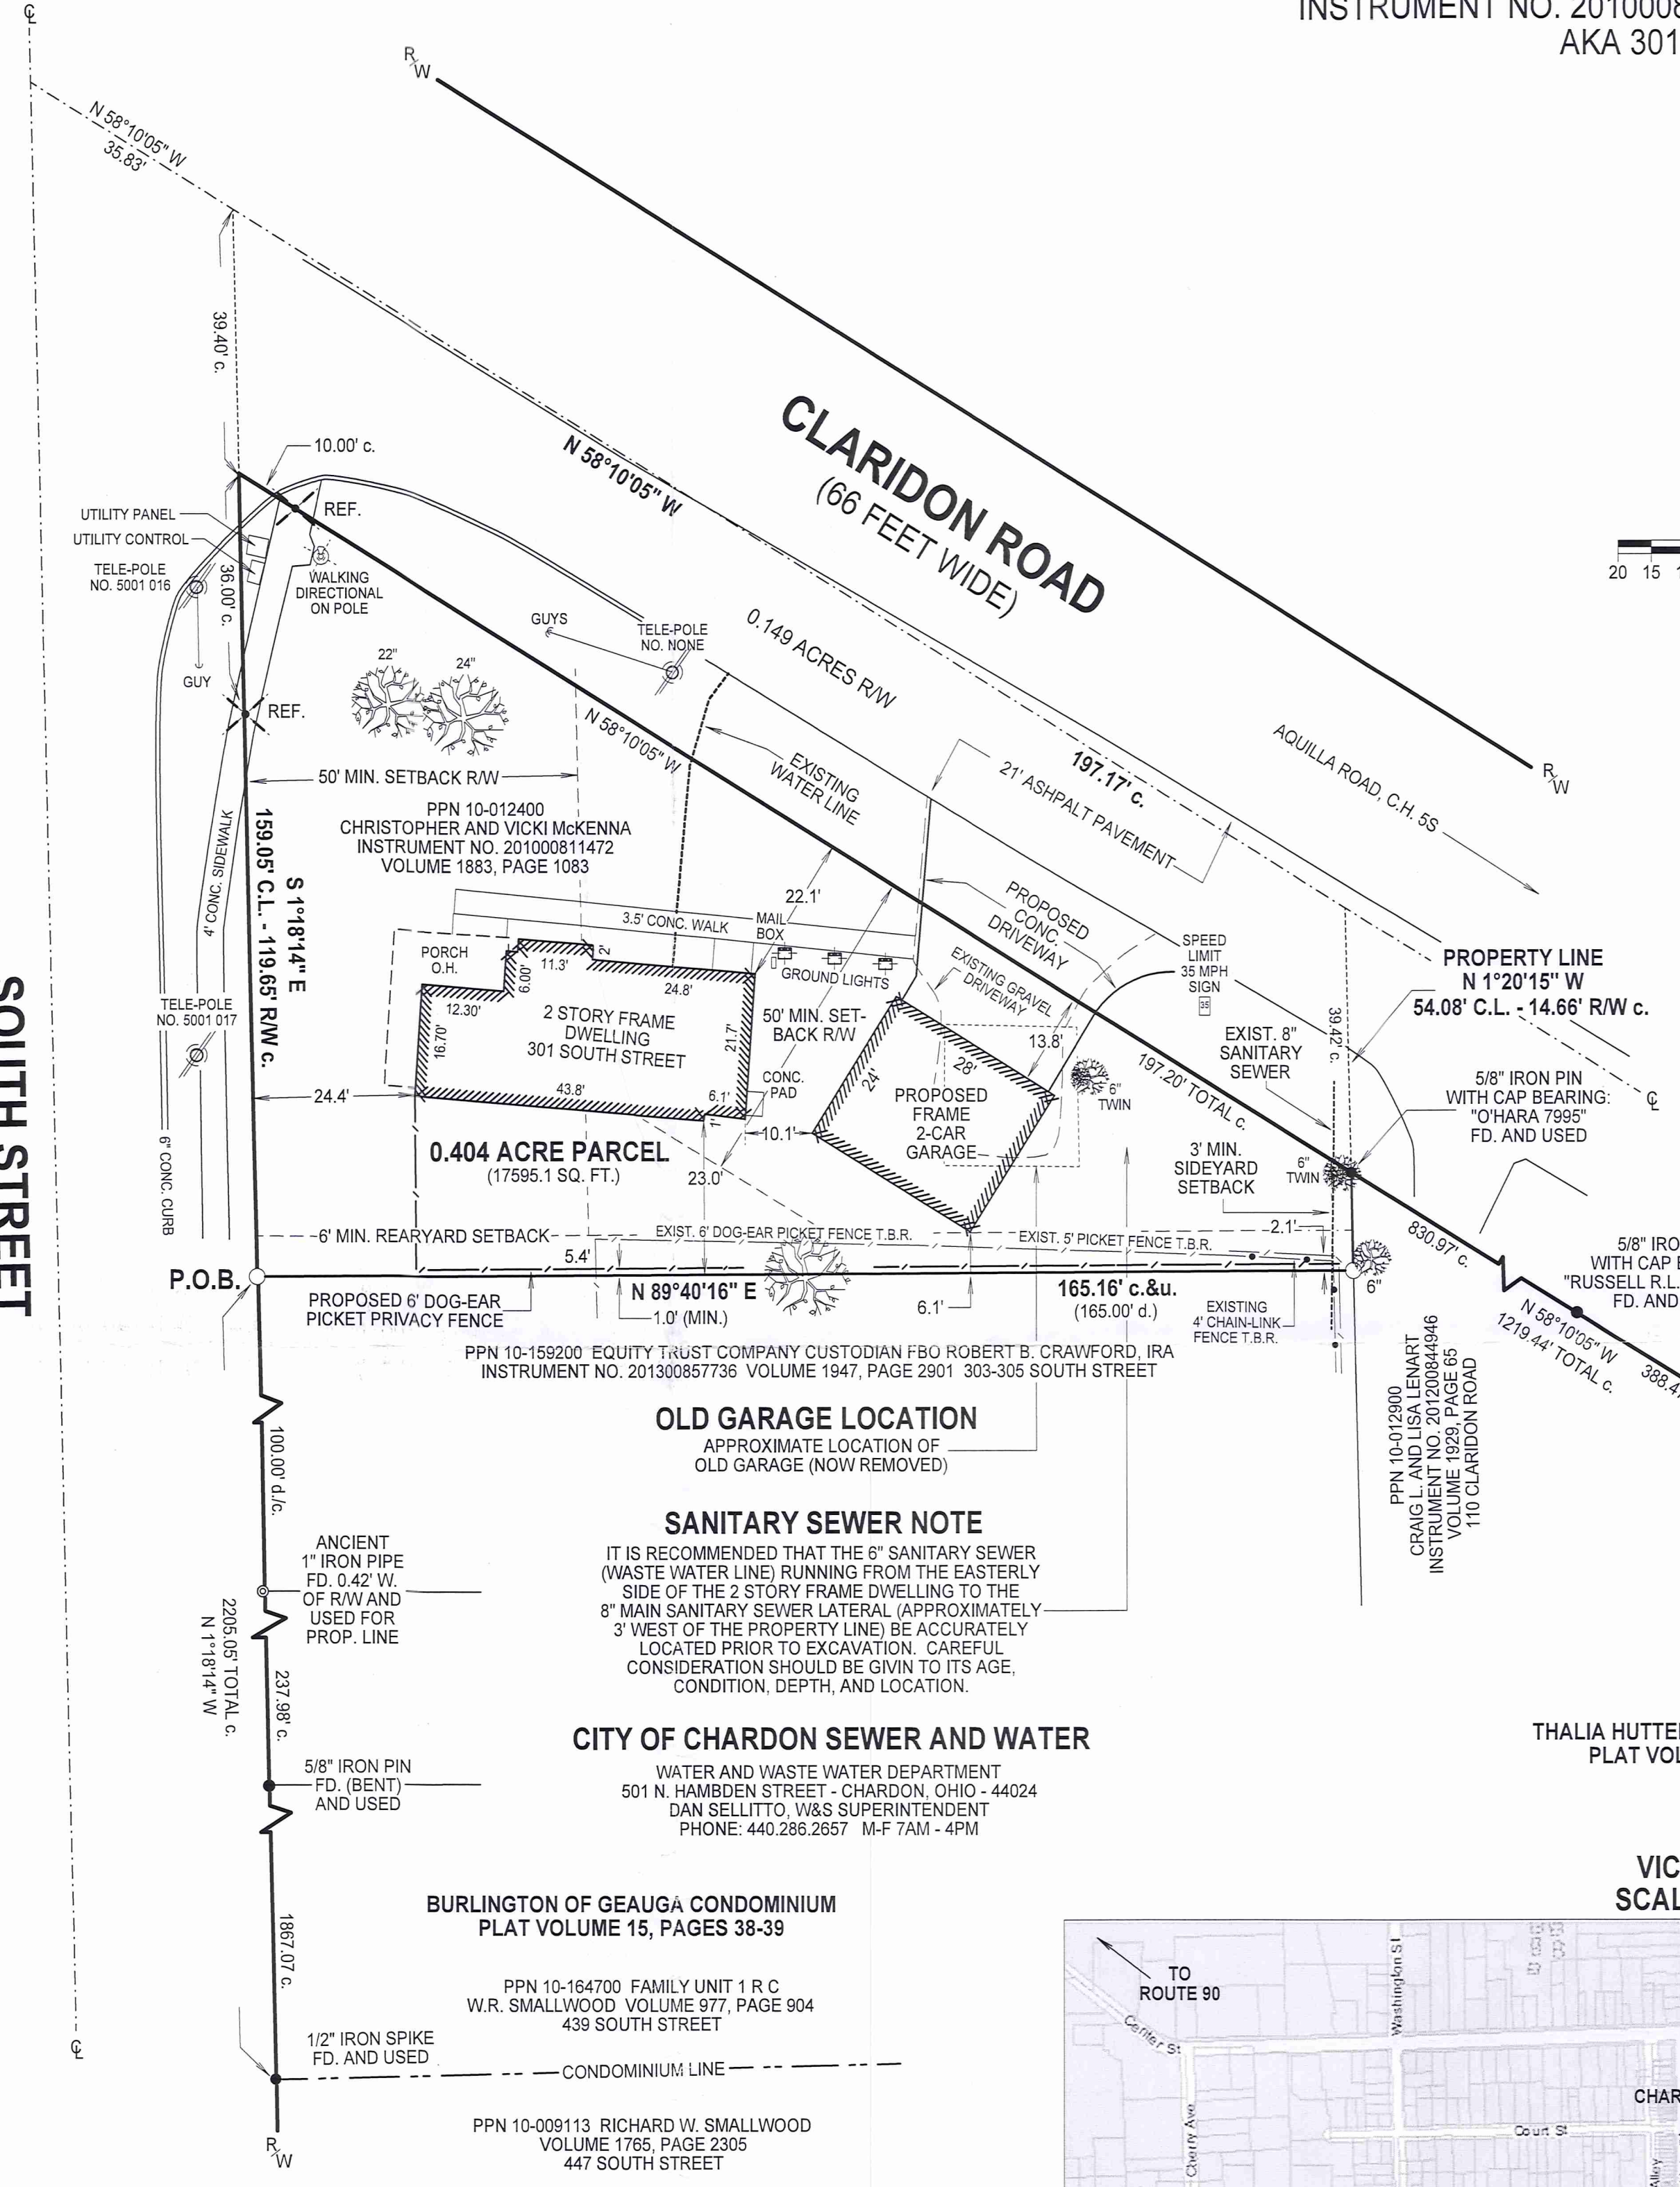 INSTRUMENT NO. 2010008
AKA 301
℄
R/W
N 58°10'05" W
35.83'
39.40' c.
CLARIDON ROAD
(66 FEET WIDE)
N 58°10'05" W
10.00' c.
REF.
UTILITY PANEL
UTILITY CONTROL
TELE-POLE
NO. 5001 016
36.00' c.
WALKING
DIRECTIONAL
ON POLE
GUYS
TELE-POLE
NO. NONE
GUY
22"
24"
REF.
20 15
0.149 ACRES R/W
N 58°10'05" W
EXISTING
WATER LINE
21' ASHPALT PAVEMENT
197.17' c.
AQUILLA ROAD, C.H. 5S
R/W
50' MIN. SETBACK R/W
PPN 10-012400
CHRISTOPHER AND VICKI McKENNA
INSTRUMENT NO. 201000811472
VOLUME 1883, PAGE 1083
4' CONC. SIDEWALK
159.05' C.L. - 119.65' R/W c.
S 1°18'14" E
22.1'
3.5' CONC. WALK
MAIL
BOX
GROUND LIGHTS
PROPOSED
CONC.
DRIVEWAY
EXISTING GRAVEL
DRIVEWAY
SPEED
LIMIT
35 MPH
SIGN
35
PROPERTY LINE
N 1°20'15" W
54.08' C.L. - 14.66' R/W c.
PORCH
O.H.
11.3'
2'
6.00'
24.8'
12.30'
16.70'
2 STORY FRAME
DWELLING
301 SOUTH STREET
21.7'
43.8'
6.1'
1'
50' MIN. SET-
BACK R/W
CONC.
PAD
TELE-POLE
NO. 5001 017
24.4'
SOUTH STREET
6" CONC. CURB
13.8'
28'
24'
PROPOSED
FRAME
2-CAR
GARAGE
6"
TWIN
10.1'
197.20' TOTAL c.
EXIST. 8"
SANITARY
SEWER
39.42' c.
5/8" IRON PIN
WITH CAP BEARING:
"O'HARA 7995"
FD. AND USED
℄
0.404 ACRE PARCEL
(17595.1 SQ. FT.)
23.0'
3' MIN.
SIDEYARD
SETBACK
6"
TWIN
2.1'
830.97' c.
6' MIN. REARYARD SETBACK
EXIST. 6' DOG-EAR PICKET FENCE T.B.R.
EXIST. 5' PICKET FENCE T.B.R.
5/8" IRO
WITH CAP
"RUSSELL R.L.
FD. AND
P.O.B.
5.4'
N 89°40'16" E
165.16' c.&u.
(165.00' d.)
6"
PROPOSED 6' DOG-EAR
PICKET PRIVACY FENCE
1.0' (MIN.)
6.1'
EXISTING
4' CHAIN-LINK
FENCE T.B.R.
N 58°10'05" W
1219.44' TOTAL c.
388.4
PPN 10-159200 EQUITY TRUST COMPANY CUSTODIAN FBO ROBERT B. CRAWFORD, IRA
INSTRUMENT NO. 201300857736 VOLUME 1947, PAGE 2901 303-305 SOUTH STREET
PPN 10-012900
CRAIG L. AND LISA LENART
INSTRUMENT NO. 201200844946
VOLUME 1929, PAGE 65
110 CLARIDON ROAD
OLD GARAGE LOCATION
APPROXIMATE LOCATION OF
OLD GARAGE (NOW REMOVED)
100.00' d./c.
SANITARY SEWER NOTE
IT IS RECOMMENDED THAT THE 6" SANITARY SEWER
(WASTE WATER LINE) RUNNING FROM THE EASTERLY
SIDE OF THE 2 STORY FRAME DWELLING TO THE
8" MAIN SANITARY SEWER LATERAL (APPROXIMATELY
3' WEST OF THE PROPERTY LINE) BE ACCURATELY
LOCATED PRIOR TO EXCAVATION. CAREFUL
CONSIDERATION SHOULD BE GIVIN TO ITS AGE,
CONDITION, DEPTH, AND LOCATION.
ANCIENT
1" IRON PIPE
FD. 0.42' W.
OF R/W AND
USED FOR
PROP. LINE
2205.05' TOTAL c.
N 1°18'14" W
237.98' c.
CITY OF CHARDON SEWER AND WATER
WATER AND WASTE WATER DEPARTMENT
501 N. HAMBDEN STREET - CHARDON, OHIO - 44024
DAN SELLITTO, W&S SUPERINTENDENT
PHONE: 440.286.2657 M-F 7AM - 4PM
5/8" IRON PIN
FD. (BENT)
AND USED
THALIA HUTTE
PLAT VOL
VIC
SCAL
BURLINGTON OF GEAUGA CONDOMINIUM
PLAT VOLUME 15, PAGES 38-39
1867.07 c.
PPN 10-164700 FAMILY UNIT 1 R C
W.R. SMALLWOOD VOLUME 977, PAGE 904
439 SOUTH STREET
1/2" IRON SPIKE
FD. AND USED
CONDOMINIUM LINE
℄
PPN 10-009113 RICHARD W. SMALLWOOD
VOLUME 1765, PAGE 2305
447 SOUTH STREET
R/W
TO
ROUTE 90
Center St
Washington St
Cherry Ave
Court St
CHAR
Alley